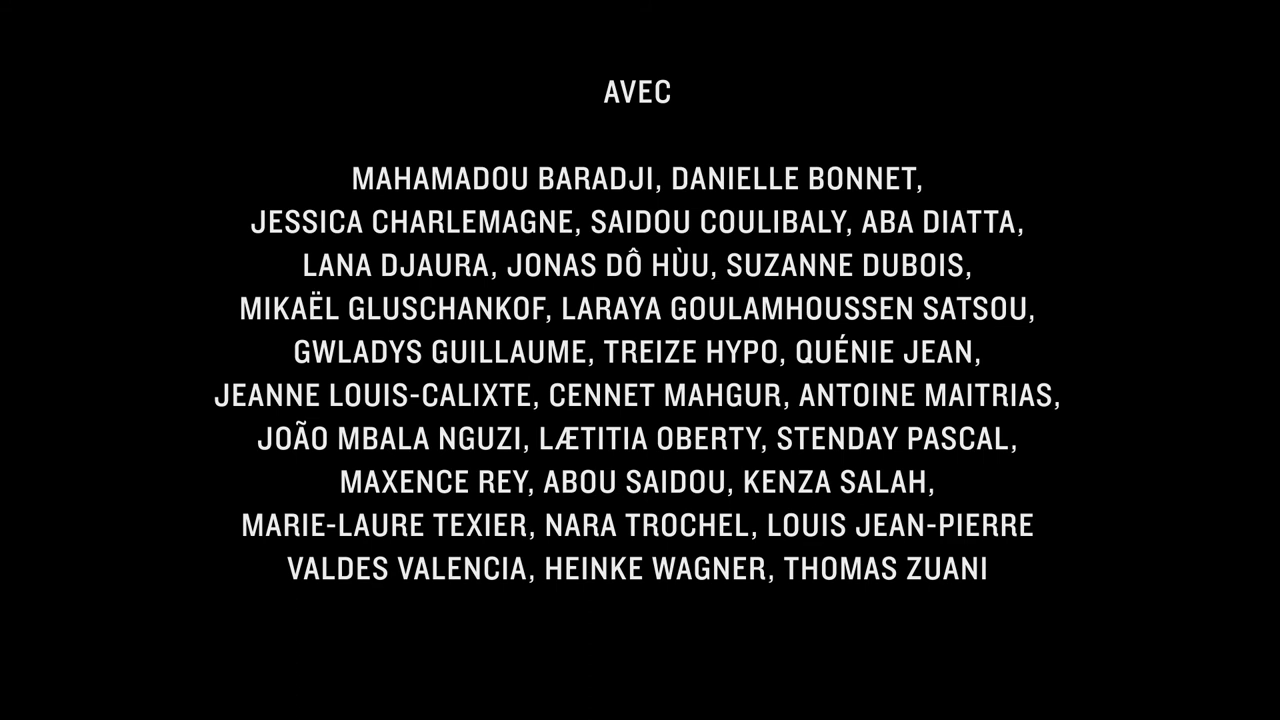 AVEC
MAHAMADOU BARADJI, DANIELLE BONNET,
JESSICA CHARLEMAGNE, SAIDOU COULIBALY, ABA DIATTA,
LANA DJAURA, JONAS DÔ HÙU, SUZANNE DUBOIS,
MIKAËL GLUSCHANKOF, LARAYA GOULAMHOUSSEN SATSOU,
GWLADYS GUILLAUME, TREIZE HYPO, QUÉNIE JEAN,
JEANNE LOUIS-CALIXTE, CENNET MAHGUR, ANTOINE MAITRIAS,
JOÃO MBALA NGUZI, LÆTITIA OBERTY, STENDAY PASCAL,
MAXENCE REY, ABOU SAIDOU, KENZA SALAH,
MARIE-LAURE TEXIER, NARA TROCHEL, LOUIS JEAN-PIERRE
VALDES VALENCIA, HEINKE WAGNER, THOMAS ZUANI